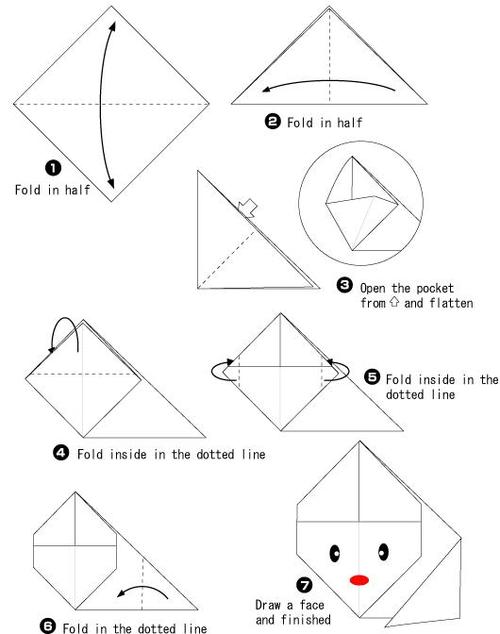 1
Fold in half
2 Fold in half
3 Open the pocket
from ⇧ and flatten
4 Fold inside in the dotted line
5 Fold inside in the
dotted line
6 Fold in the dotted line
7
Draw a face
and finished